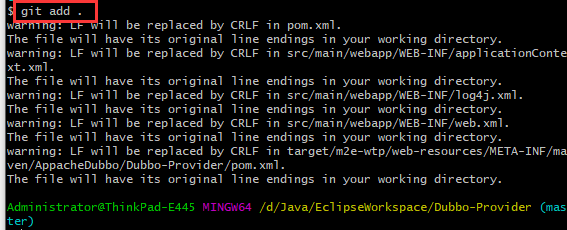 $ git add .
warning: LF will be replaced by CRLF in pom.xml.
The file will have its original line endings in your working directory.
warning: LF will be replaced by CRLF in src/main/webapp/WEB-INF/applicationConte
xt.xml.
The file will have its original line endings in your working directory.
warning: LF will be replaced by CRLF in src/main/webapp/WEB-INF/log4j.xml.
The file will have its original line endings in your working directory.
warning: LF will be replaced by CRLF in src/main/webapp/WEB-INF/web.xml.
The file will have its original line endings in your working directory.
warning: LF will be replaced by CRLF in target/m2e-wtp/web-resources/META-INF/ma
ven/AppacheDubbo/Dubbo-Provider/pom.xml.
The file will have its original line endings in your working directory.
Administrator@ThinkPad-E445 MINGW64 /d/Java/EclipseWorkspace/Dubbo-Provider (mas
ter)